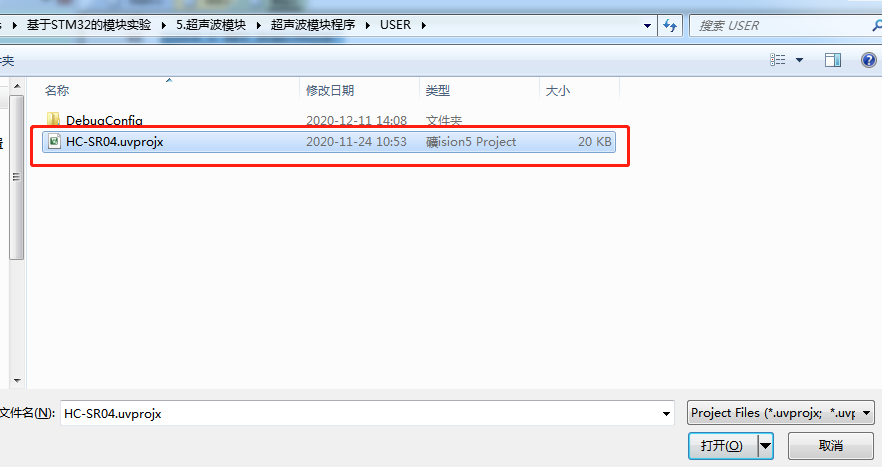 基于STM32的模块实验 5.超声波模块 超声波模块程序 USER
搜索 USER
夹
名称 修改日期 类型 大小
DebugConfig 2020-12-11 14:08 文件夹
HC-SR04.uvprojx 2020-11-24 10:53 礦ision5 Project 20 KB
文件名(N): HC-SR04.uvprojx
Project Files (*.uvprojx; *.uvp
打开(O) 取消